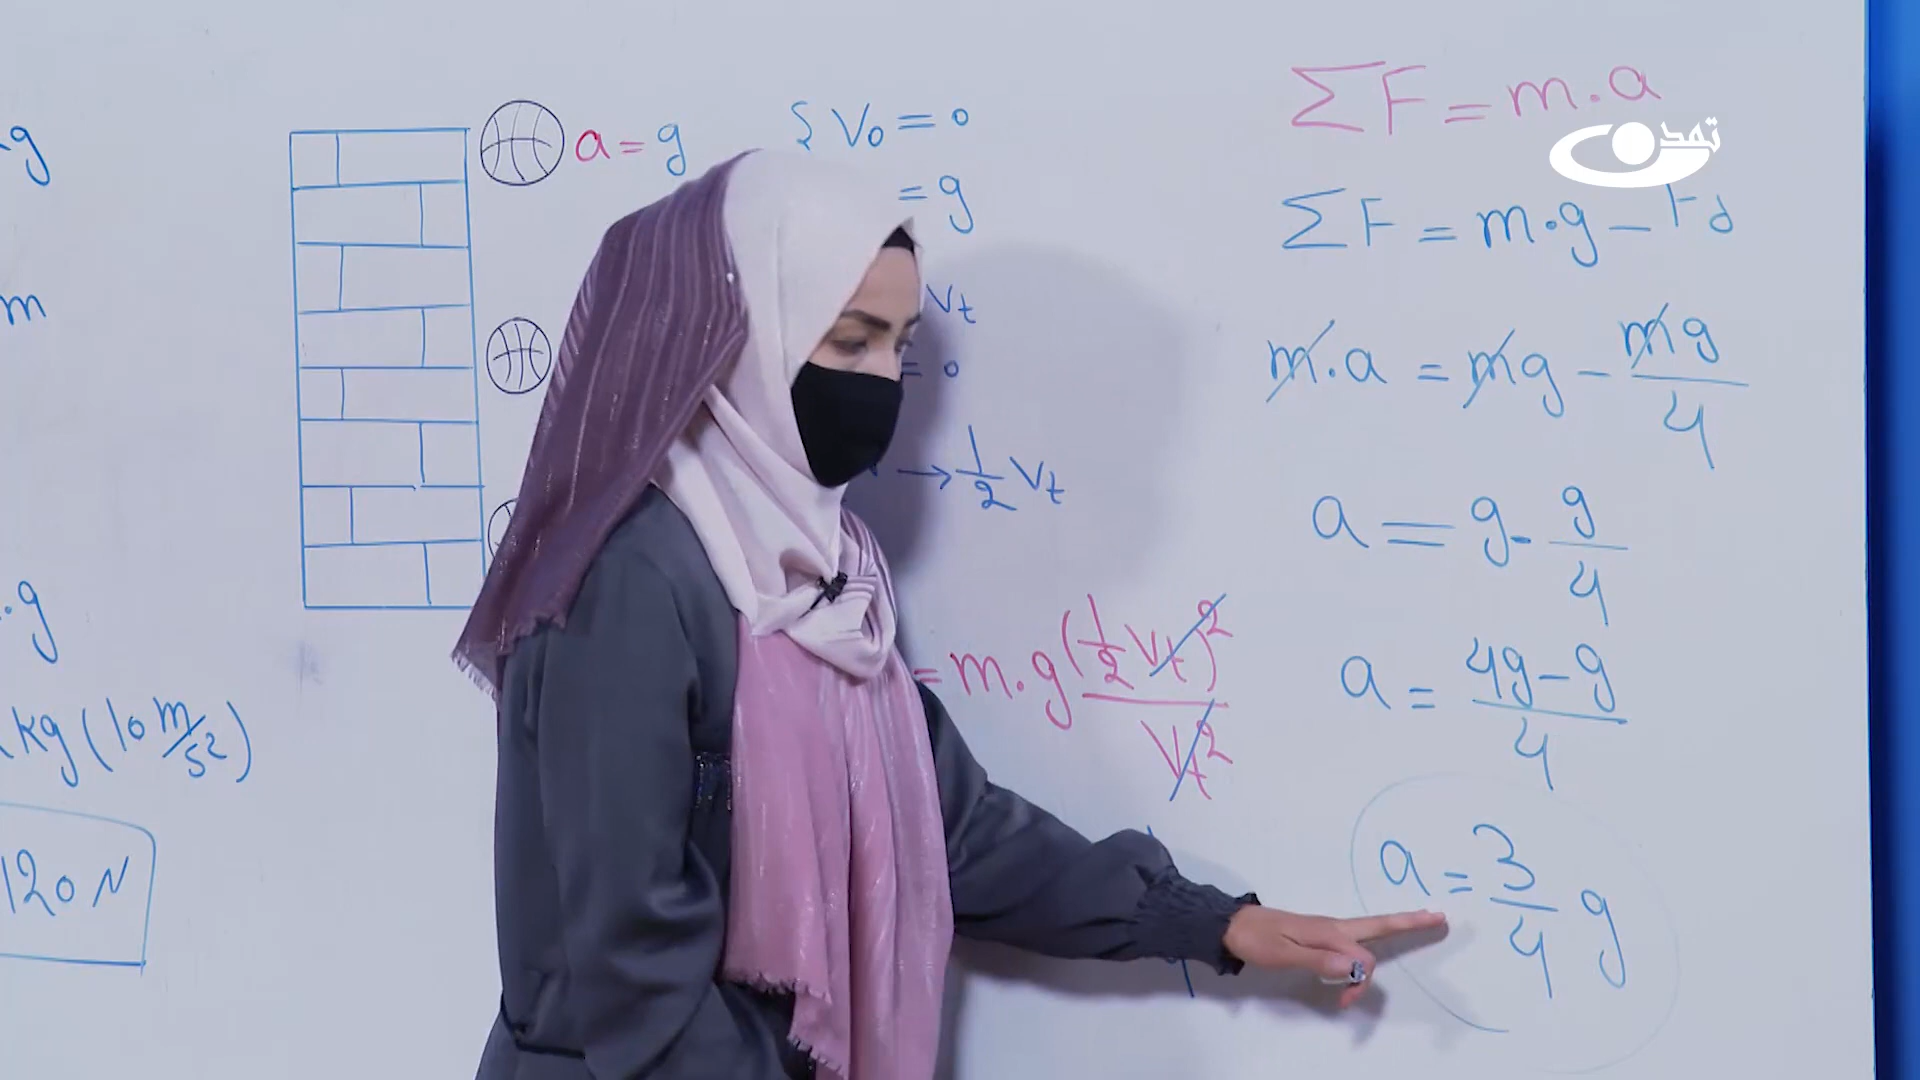 a = g
V₀ = 0
= g
Vt
= 0
→ 1/2 Vt
= m.g (1/2 Vt)² / Vt²
ΣF = m.a
تمدن
ΣF = m.g - Fd
m.a = mg - mg/4
a = g - g/4
a = (4g-g)/4
a = 3/4 g
g
m
.g
kg (10 m/s²)
120 N